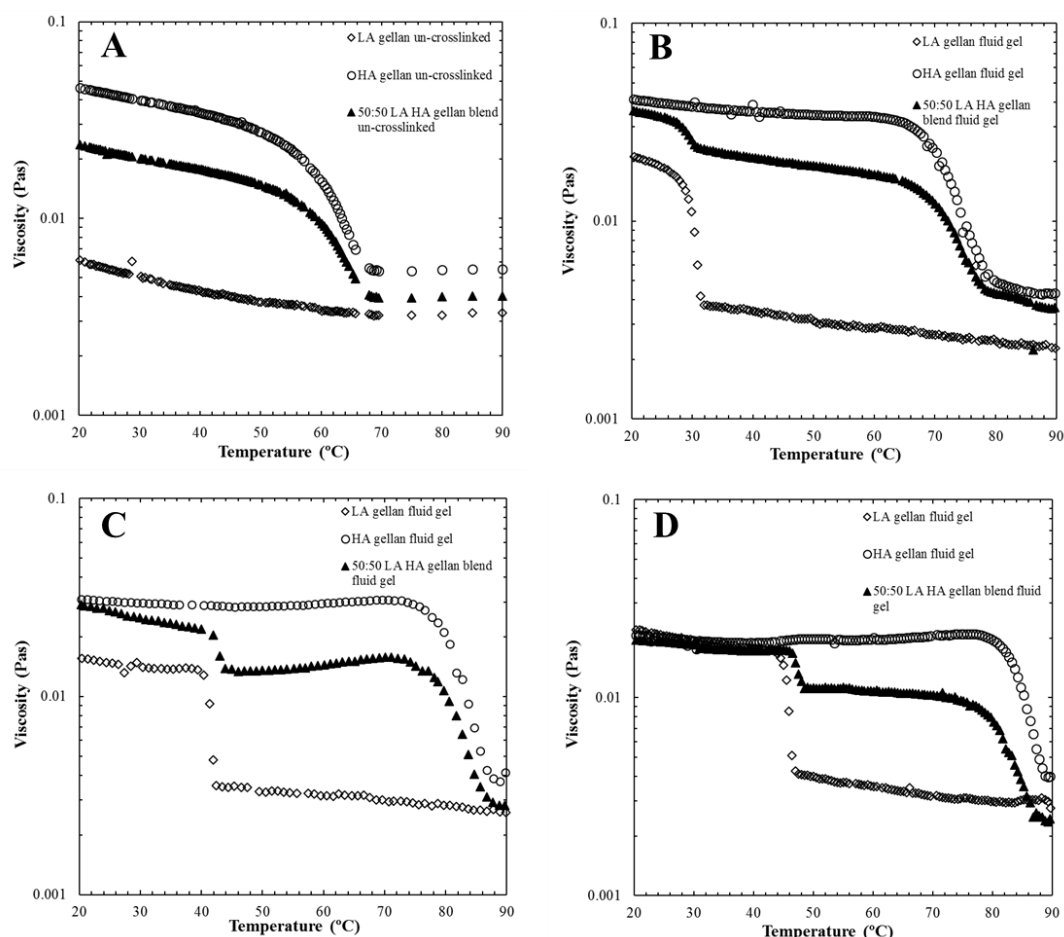 A
LA gellan un-crosslinked
HA gellan un-crosslinked
50:50 LA HA gellan blend
un-crosslinked
0.1
0.01
0.001
Viscosity (Pas)
20 30 40 50 60 70 80 90
Temperature (ºC)
B
LA gellan fluid gel
HA gellan fluid gel
50:50 LA HA gellan
blend fluid gel
0.1
0.01
0.001
Viscosity (Pas)
20 30 40 50 60 70 80 90
Temperature (ºC)
C
LA gellan fluid gel
HA gellan fluid gel
50:50 LA HA gellan blend
fluid gel
0.1
0.01
0.001
Viscosity (Pas)
20 30 40 50 60 70 80 90
Temperature (ºC)
D
LA gellan fluid gel
HA gellan fluid gel
50:50 LA HA gellan blend fluid
gel
0.1
0.01
0.001
Viscosity (Pas)
20 30 40 50 60 70 80 90
Temperature (ºC)